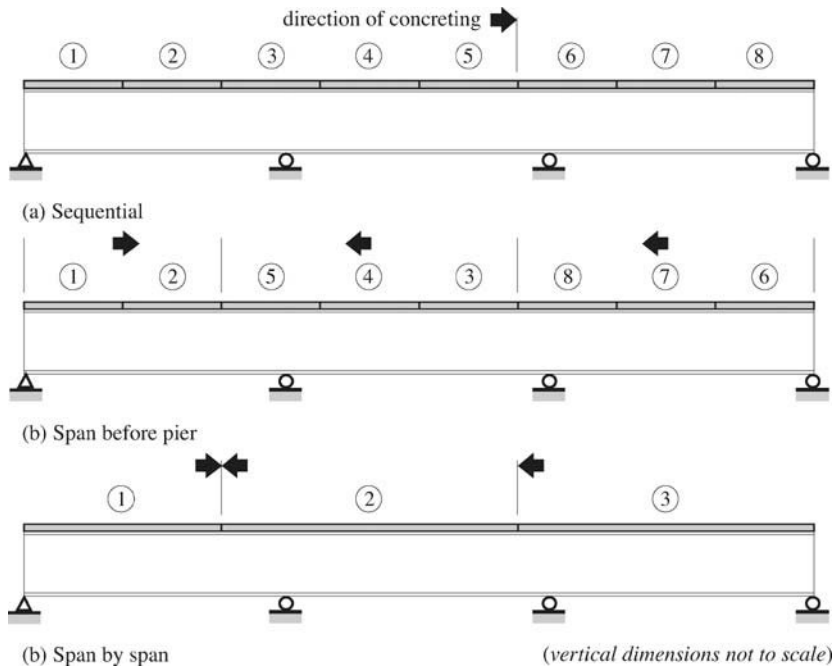 direction of concreting
① ② ③ ④ ⑤ ⑥ ⑦ ⑧
(a) Sequential
① ② ⑤ ④ ③ ⑧ ⑦ ⑥
(b) Span before pier
① ② ③
(b) Span by span (vertical dimensions not to scale)